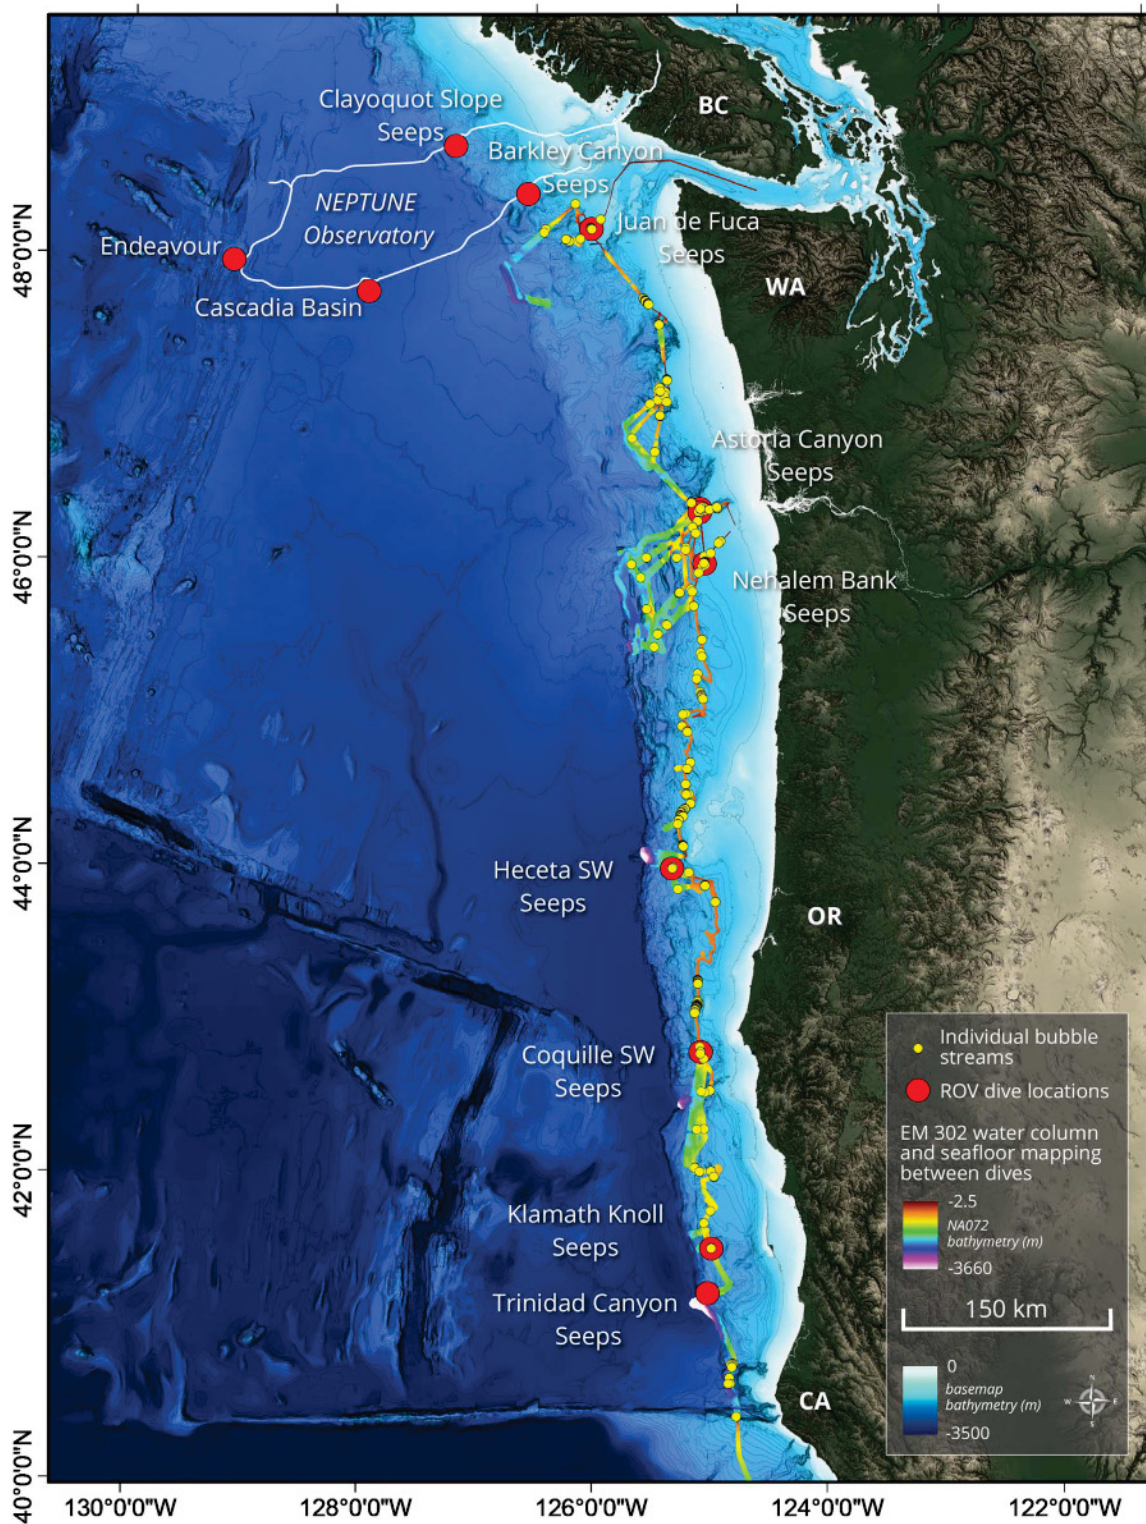 Clayoquot Slope
Seeps
BC
Barkley Canyon
Seeps
NEPTUNE
Observatory
Juan de Fuca
Seeps
Endeavour
Cascadia Basin
WA
Astoria Canyon
Seeps
Nehalem Bank
Seeps
Heceta SW
Seeps
OR
Coquille SW
Seeps
Klamath Knoll
Seeps
Trinidad Canyon
Seeps
CA
48°0'0"N
46°0'0"N
44°0'0"N
42°0'0"N
40°0'0"N
130°0'0"W
128°0'0"W
126°0'0"W
124°0'0"W
122°0'0"W
Individual bubble
streams
ROV dive locations
EM 302 water column
and seafloor mapping
between dives
-2.5
NA072
bathymetry (m)
-3660
150 km
0
basemap
bathymetry (m)
-3500
N
W
E
S